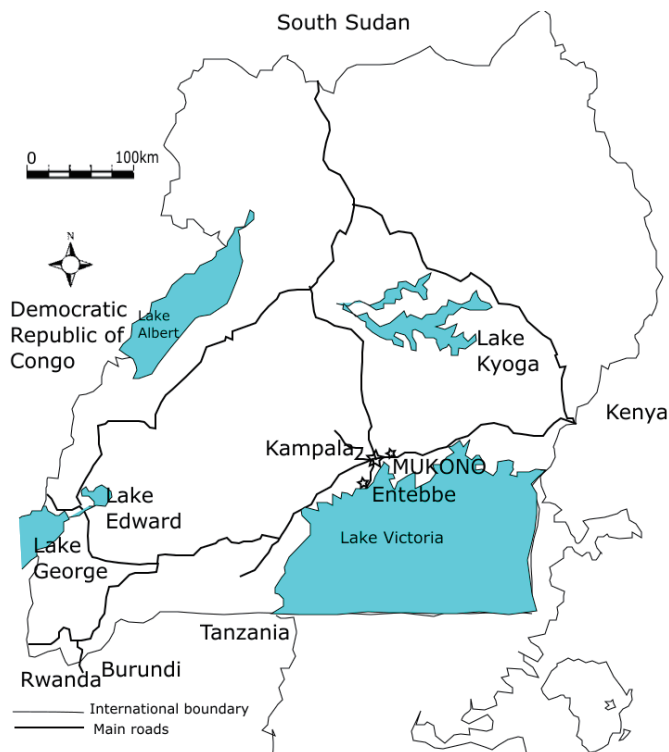 South Sudan
0 100km
N
Democratic
Republic of
Congo
Lake
Albert
Lake
Kyoga
Kenya
Kampala
MUKONO
Entebbe
Lake
Edward
Lake
George
Lake Victoria
Tanzania
Burundi
Rwanda
International boundary
Main roads